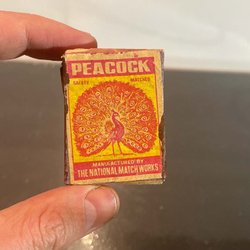 PEACOCK
SAFETY MATCHES
MANUFACTURED BY
THE NATIONAL MATCH WORKS